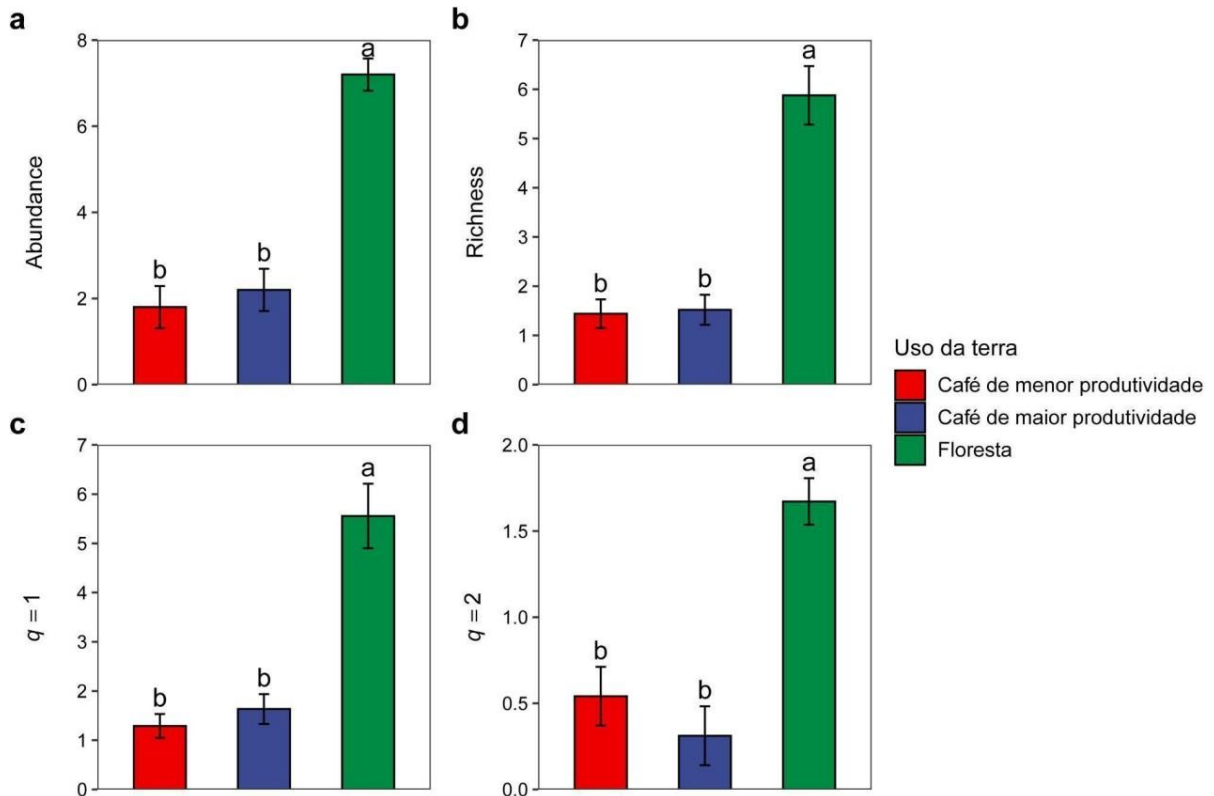 a
8
6
4
2
0
Abundance
b
b
a
b
7
6
5
4
3
2
1
0
Richness
b
b
a
c
7
6
5
4
3
2
1
0
q = 1
b
b
a
d
2.0
1.5
1.0
0.5
0.0
q = 2
b
b
a
Uso da terra
Café de menor produtividade
Café de maior produtividade
Floresta